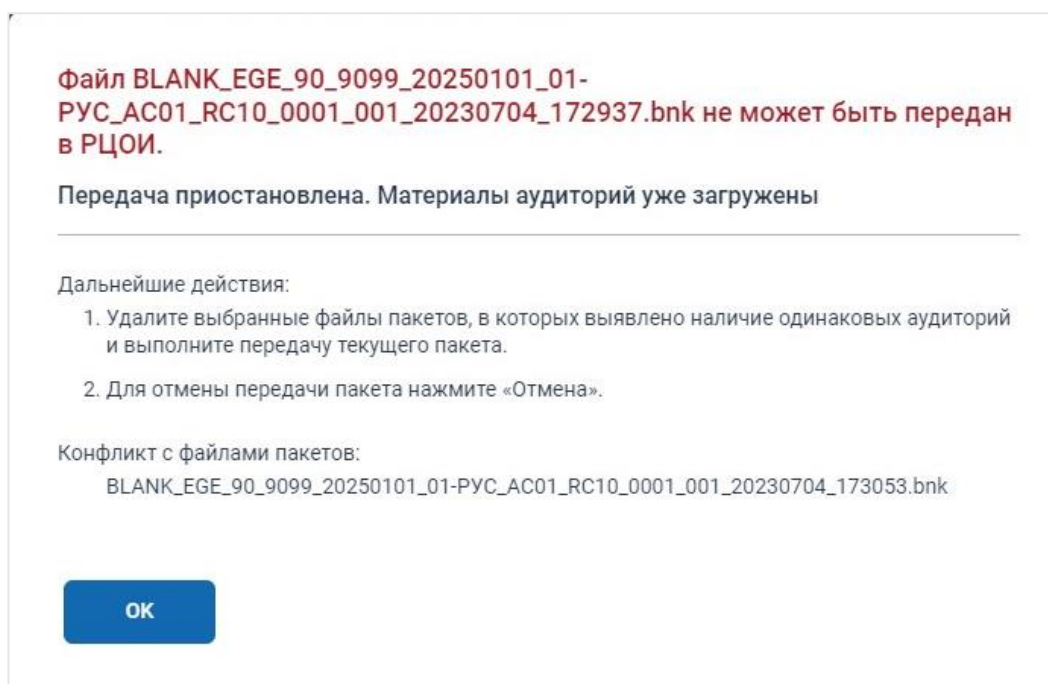 Файл BLANK_EGE_90_9099_20250101_01-
РУС_AC01_RC10_0001_001_20230704_172937.bnk не может быть передан
в РЦОИ.
Передача приостановлена. Материалы аудиторий уже загружены
Дальнейшие действия:
1. Удалите выбранные файлы пакетов, в которых выявлено наличие одинаковых аудиторий
и выполните передачу текущего пакета.
2. Для отмены передачи пакета нажмите «Отмена».
Конфликт с файлами пакетов:
BLANK_EGE_90_9099_20250101_01-РУС_AC01_RC10_0001_001_20230704_173053.bnk
ОК